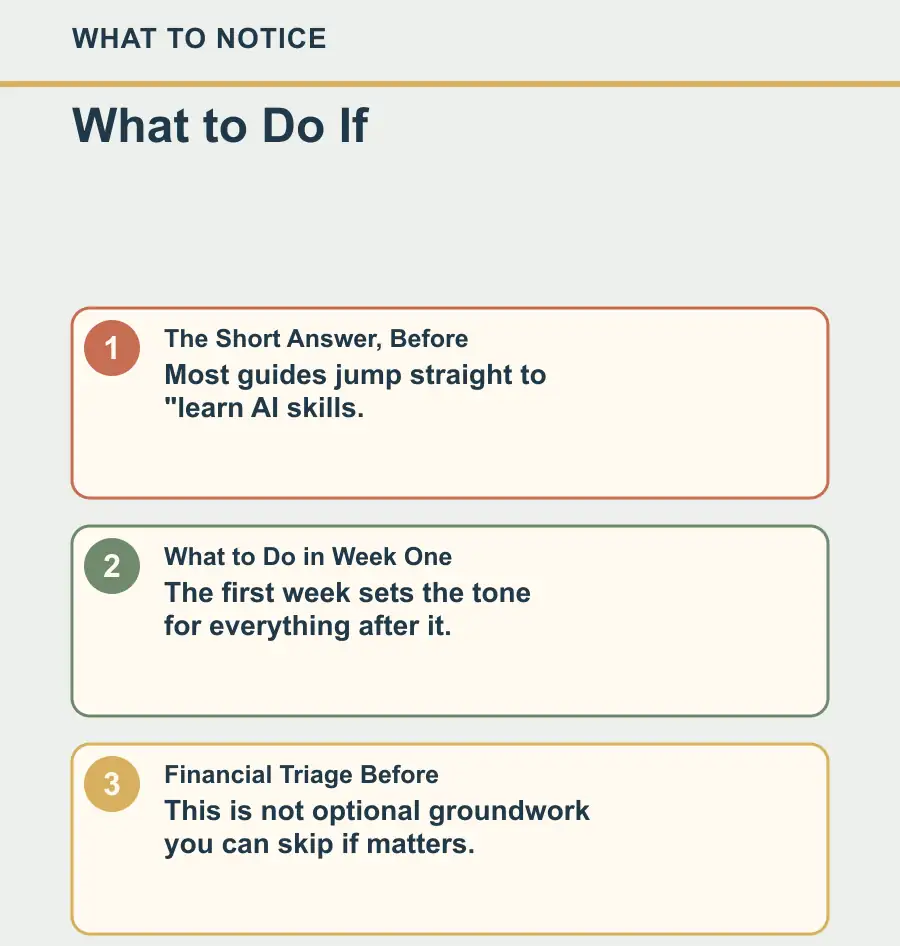 WHAT TO NOTICE
What to Do If
1
The Short Answer, Before
Most guides jump straight to
"learn AI skills.
2
What to Do in Week One
The first week sets the tone
for everything after it.
3
Financial Triage Before
This is not optional groundwork
you can skip if matters.